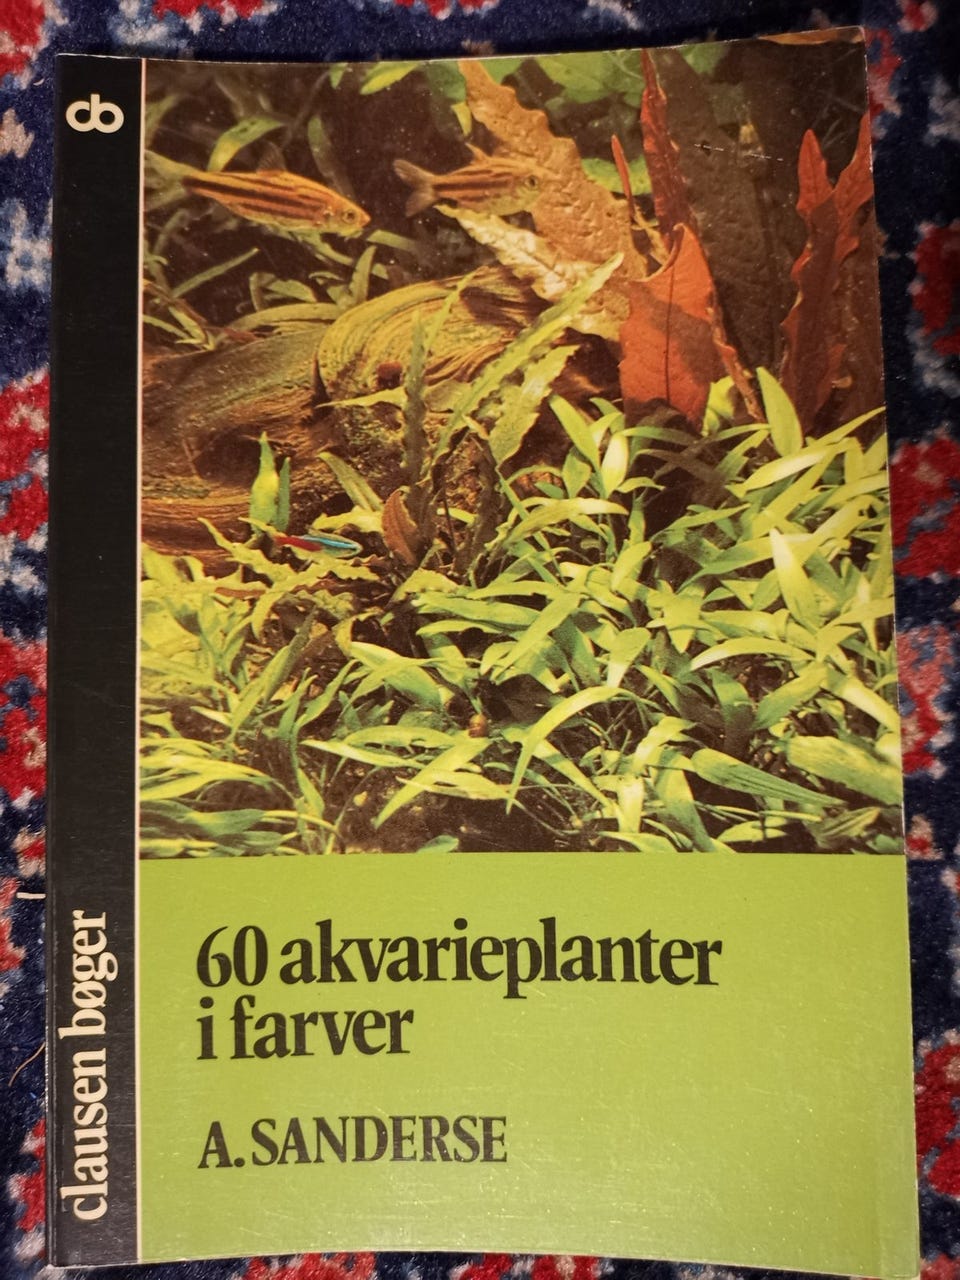 cb
clausen bøger
60 akvarieplanter
i farver
A. SANDERSE